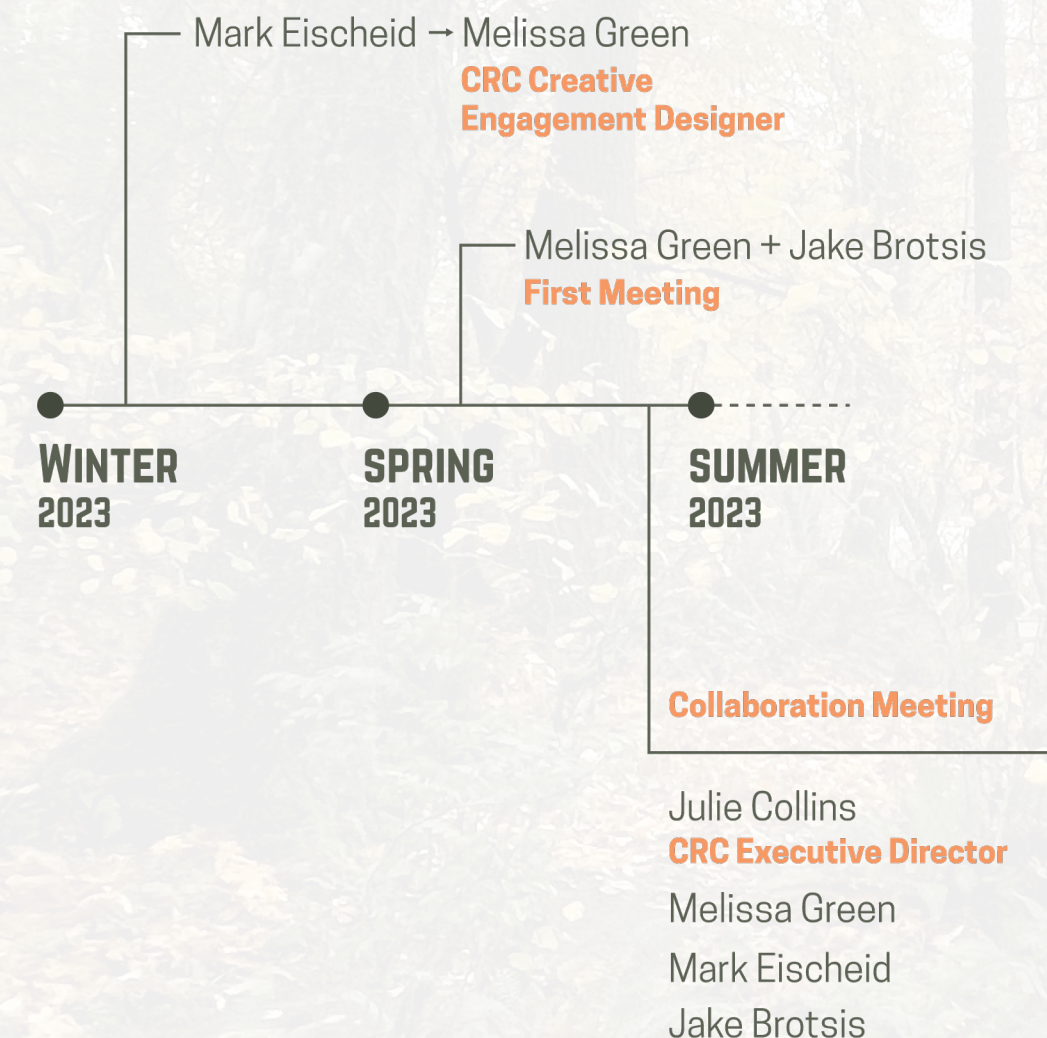 Mark Eischeid → Melissa Green
CRC Creative
Engagement Designer
Melissa Green + Jake Brotsis
First Meeting
WINTER
2023
SPRING
2023
SUMMER
2023
Collaboration Meeting
Julie Collins
CRC Executive Director
Melissa Green
Mark Eischeid
Jake Brotsis